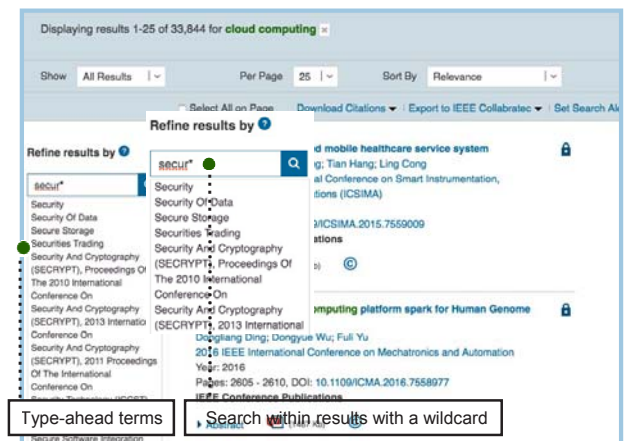 Displaying results 1-25 of 33,844 for cloud computing ×
Show All Results Per Page 25 Sort By Relevance
Select All on Page Download Citations Export to IEEE Collabratec Set Search Al
Refine results by ?
secur*
Security
Security Of Data
Secure Storage
Securities Trading
Security And Cryptography
(SECRYPT), Proceedings Of
The 2010 International
Conference On
Security And Cryptography
(SECRYPT), 2013 International
Refine results by ?
secur*
Security
Security Of Data
Secure Storage
Securities Trading
Security And Cryptography
(SECRYPT), Proceedings Of
The 2010 International
Conference On
Security And Cryptography
(SECRYPT), 2013 Internatio
Conference On
Security And Cryptography
(SECRYPT), 2011 Proceedings
Of The International
Conference On
Secure Software Integration
d mobile healthcare service system
g; Tian Hang; Ling Cong
al Conference on Smart Instrumentation,
tions (ICSIMA)
/ICSIMA.2015.7559009
ations
©
omputing platform spark for Human Genome
Dongliang Ding; Dongyue Wu; Fuli Yu
2016 IEEE International Conference on Mechatronics and Automation
Year: 2016
Pages: 2605 - 2610, DOI: 10.1109/ICMA.2016.7558977
IEEE Conference Publications
Abstract
Type-ahead terms
Search within results with a wildcard